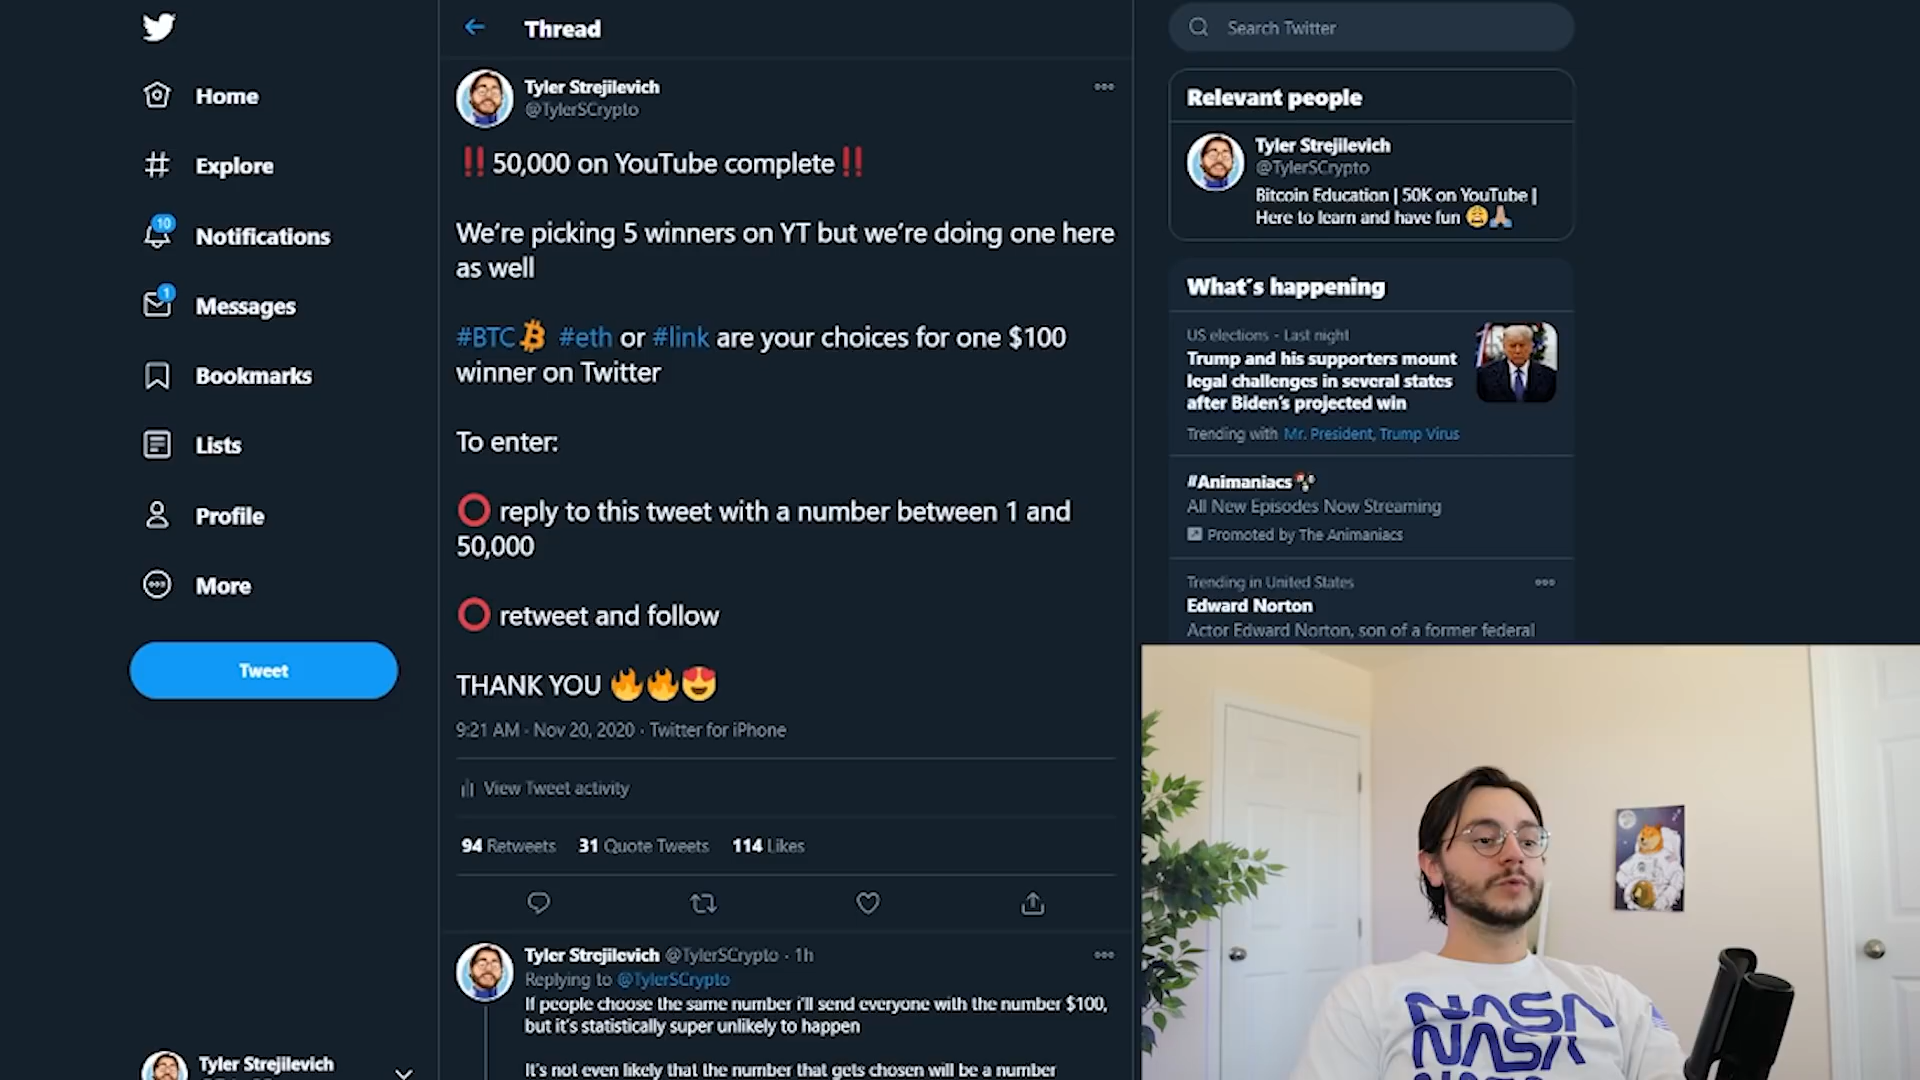 Home
Explore
10
Notifications
1
Messages
Bookmarks
Lists
Profile
More
Tweet
Tyler Strejilevich
Thread
Tyler Strejilevich
@TylerSCrypto
‼50,000 on YouTube complete‼
We're picking 5 winners on YT but we're doing one here
as well
#BTC #eth or #link are your choices for one $100
winner on Twitter
To enter:
⭕ reply to this tweet with a number between 1 and
50,000
⭕ retweet and follow
THANK YOU 🔥🔥😍
9:21 AM · Nov 20, 2020 · Twitter for iPhone
View Tweet activity
94 Retweets 31 Quote Tweets 114 Likes
Tyler Strejilevich @TylerSCrypto · 1h
Replying to @TylerSCrypto
If people choose the same number i'll send everyone with the number $100,
but it's statistically super unlikely to happen
It's not even likely that the number that gets chosen will be a number
Search Twitter
Relevant people
Tyler Strejilevich
@TylerSCrypto
Bitcoin Education | 50K on YouTube |
Here to learn and have fun 😩🙏🏼
What's happening
US elections · Last night
Trump and his supporters mount
legal challenges in several states
after Biden's projected win
Trending with Mr. President, Trump Virus
#Animaniacs
All New Episodes Now Streaming
Promoted by The Animaniacs
Trending in United States
Edward Norton
Actor Edward Norton, son of a former federal
NASA
NASA